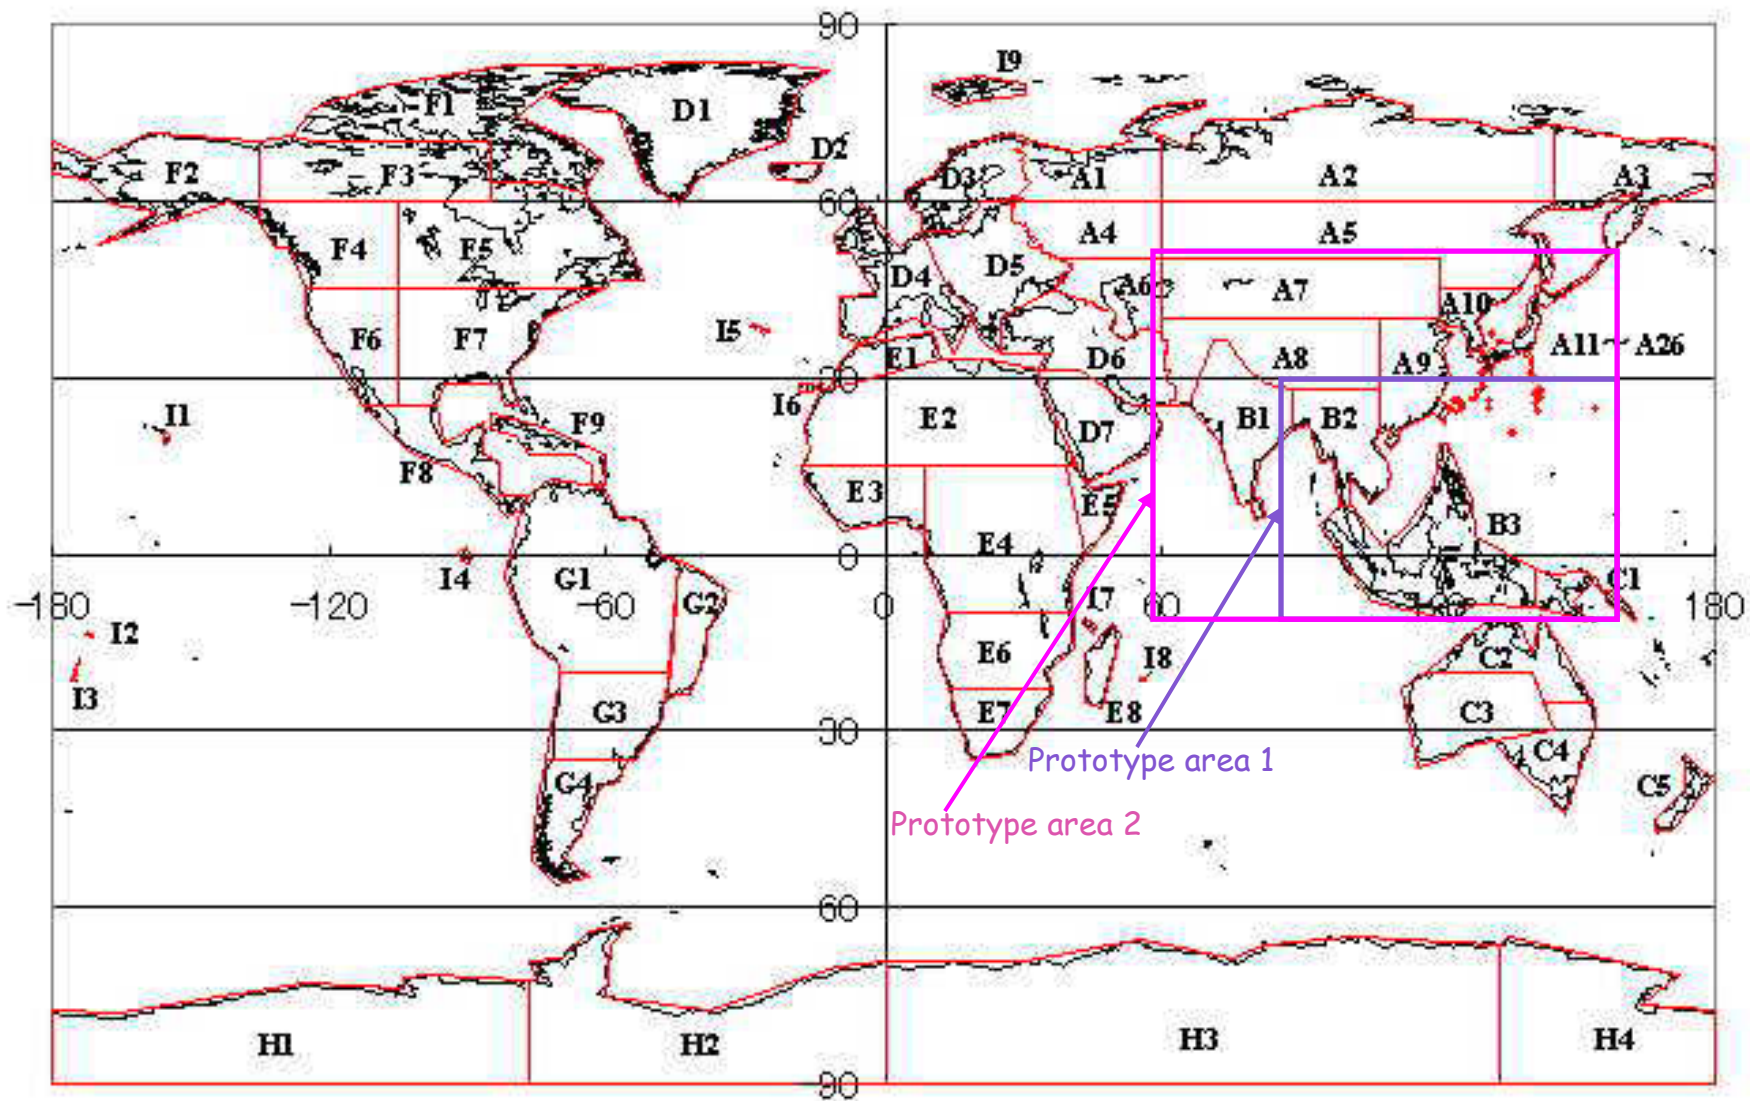 90
I9
F1
D1
D2
F2
F3
D3
A1
A2
A3
60
F4
F5
D4
D5
A4
A5
A6
A7
A10
I5
F6
F7
E1
D6
A8
A9
A11~A26
30
I6
I1
F9
E2
D7
B1
B2
F8
E3
E5
B3
E4
0
I4
G1
G2
I7
C1
-180
-120
-60
0
60
180
I2
E6
I8
C2
I3
G3
E7
E8
C3
30
C4
Prototype area 1
G4
C5
Prototype area 2
60
H1
H2
H3
H4
-90